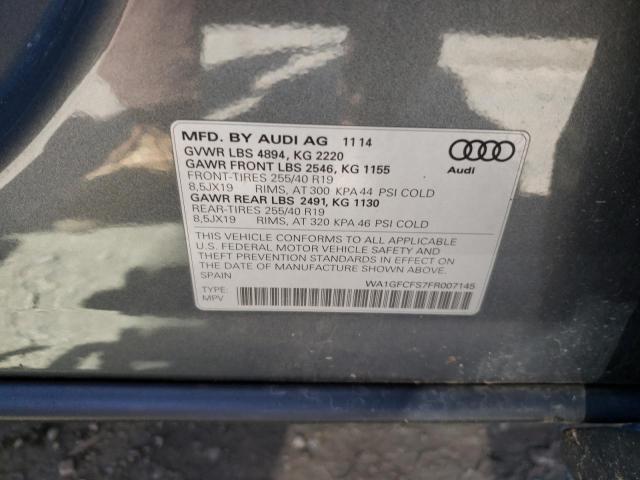 MFD. BY AUDI AG 11 14
GVWR LBS 4894, KG 2220
GAWR FRONT LBS 2546, KG 1155
FRONT-TIRES 255/40 R19
8,5JX19 RIMS, AT 300 KPA 44 PSI COLD
GAWR REAR LBS 2491, KG 1130
REAR-TIRES 255/40 R19
8,5JX19 RIMS, AT 320 KPA 46 PSI COLD
Audi
THIS VEHICLE CONFORMS TO ALL APPLICABLE
U.S. FEDERAL MOTOR VEHICLE SAFETY AND
THEFT PREVENTION STANDARDS IN EFFECT ON
THE DATE OF MANUFACTURE SHOWN ABOVE.
SPAIN
WA1GFCFS7FR007145
TYPE:
MPV